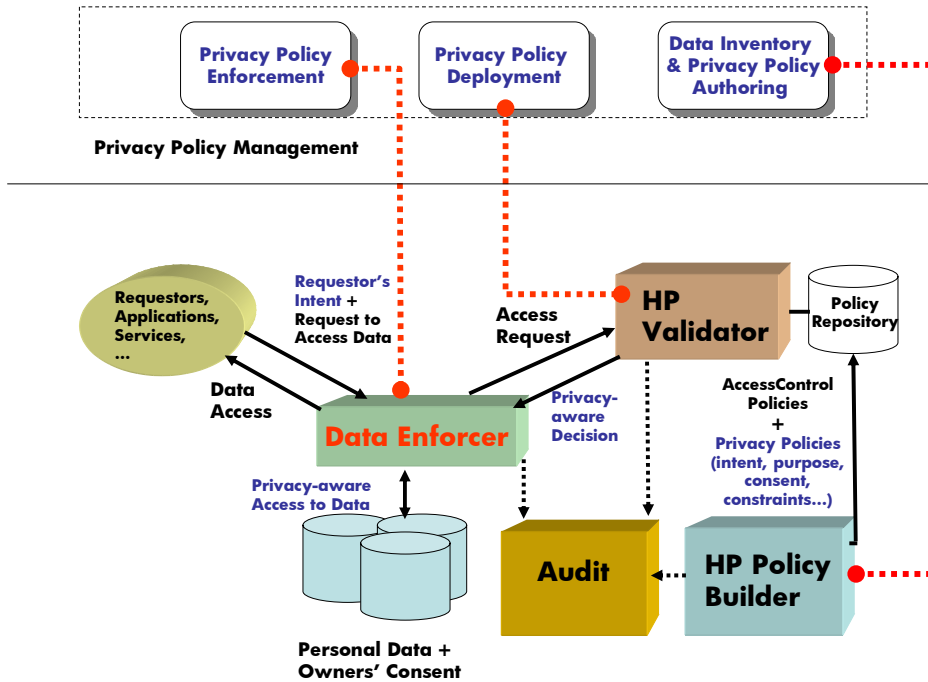 Privacy Policy
Enforcement
Privacy Policy
Deployment
Data Inventory
& Privacy Policy
Authoring
Privacy Policy Management
Requestors,
Applications,
Services,
...
Requestor's
Intent +
Request to
Access Data
Access
Request
HP
Validator
Policy
Repository
Data
Access
Data Enforcer
Privacy-
aware
Decision
AccessControl
Policies
+
Privacy Policies
(intent, purpose,
consent,
constraints...)
Privacy-aware
Access to Data
Audit
HP Policy
Builder
Personal Data +
Owners' Consent